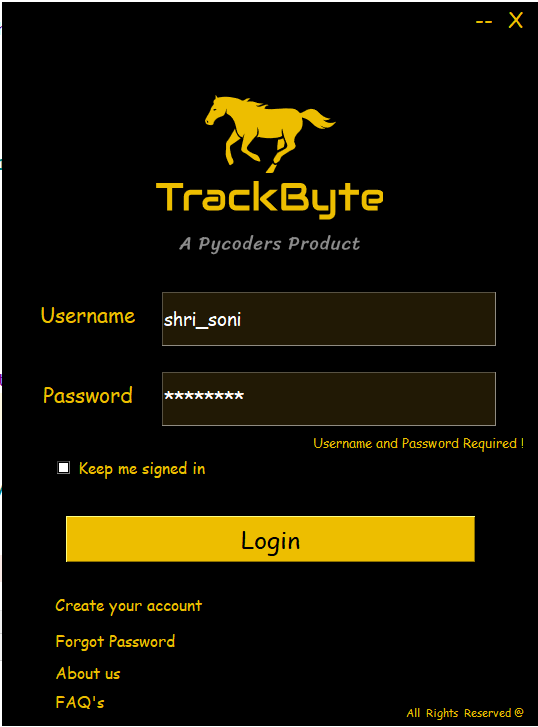 -- X
TrackByte
A Pycoders Product
Username
shri_soni
Password
********
Username and Password Required !
Keep me signed in
Login
Create your account
Forgot Password
About us
FAQ's
All Rights Reserved @